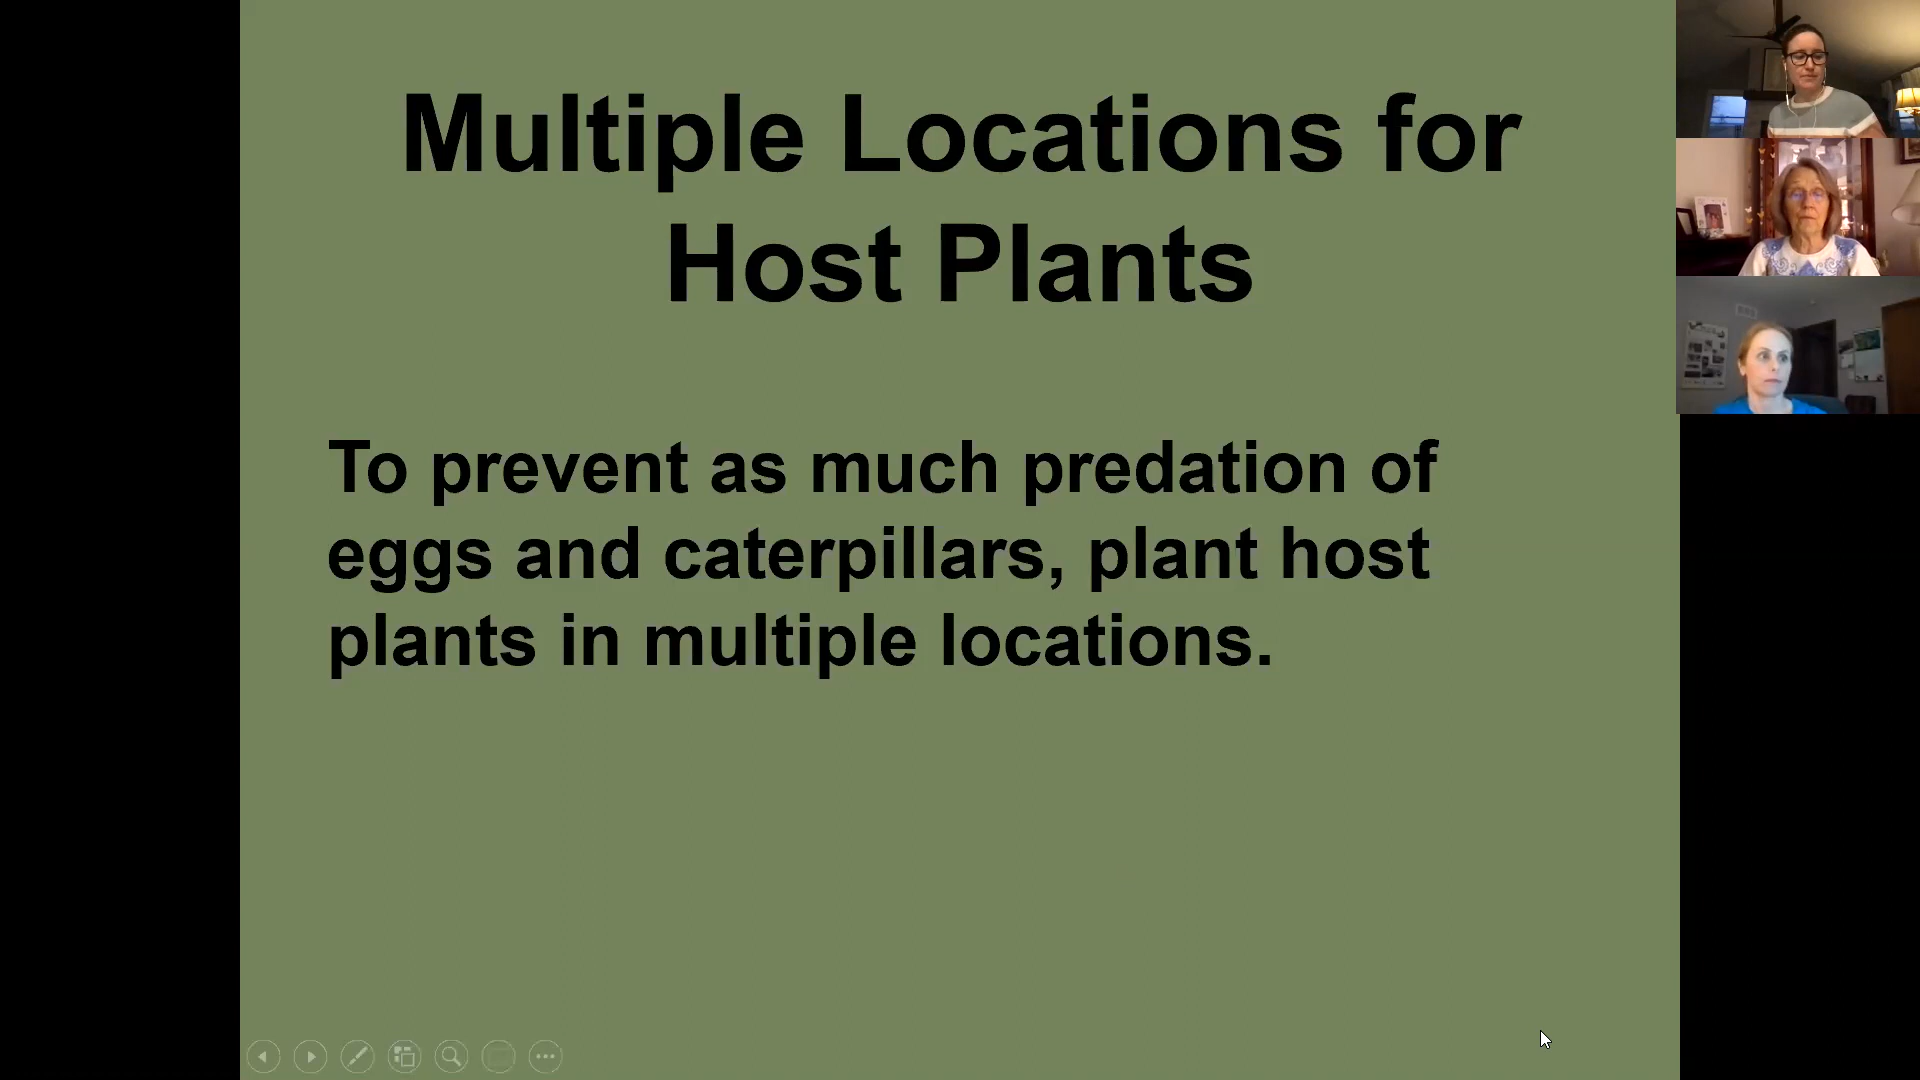 Multiple Locations for
Host Plants
To prevent as much predation of
eggs and caterpillars, plant host
plants in multiple locations.